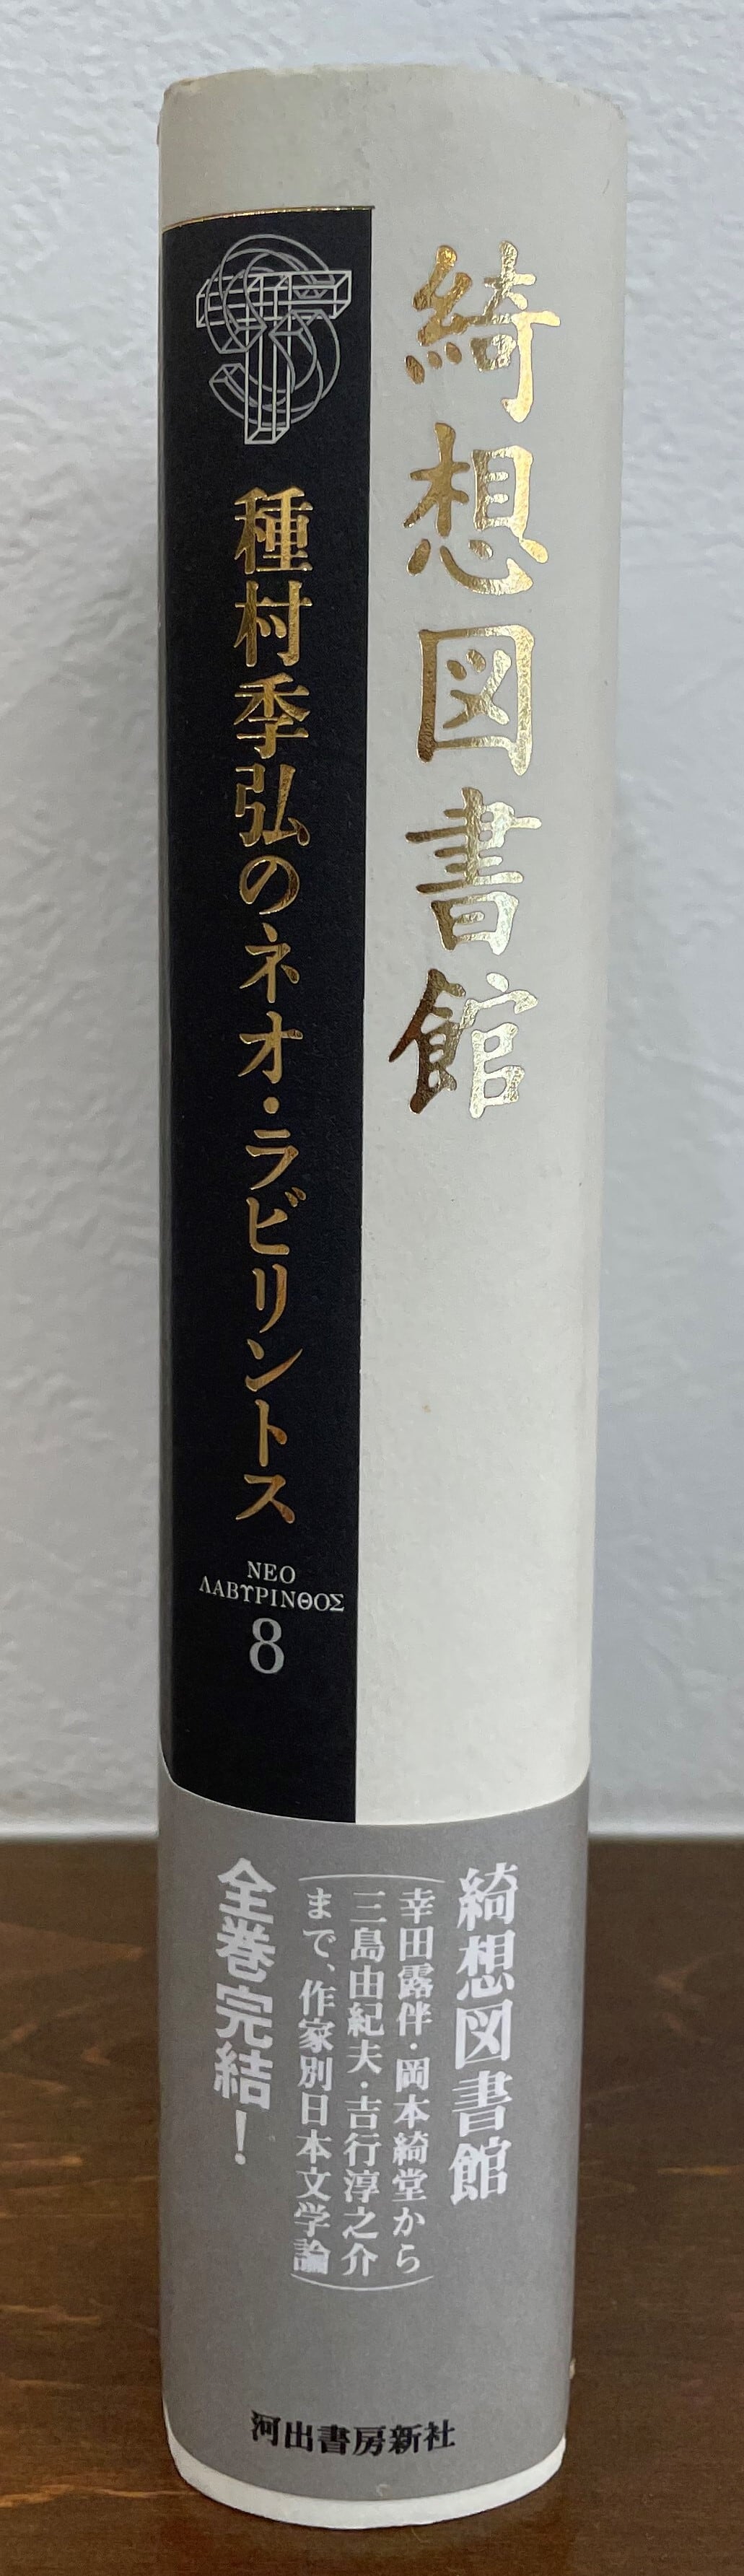 綺想図書館
種村季弘のネオ・ラビリントス
ΝΕΟ
ΛΑΒΥΡΙΝΘΟΣ
8
綺想図書館
(幸田露伴・岡本綺堂から
三島由紀夫・吉行淳之介
まで、作家別日本文学論)
全巻完結!
河出書房新社